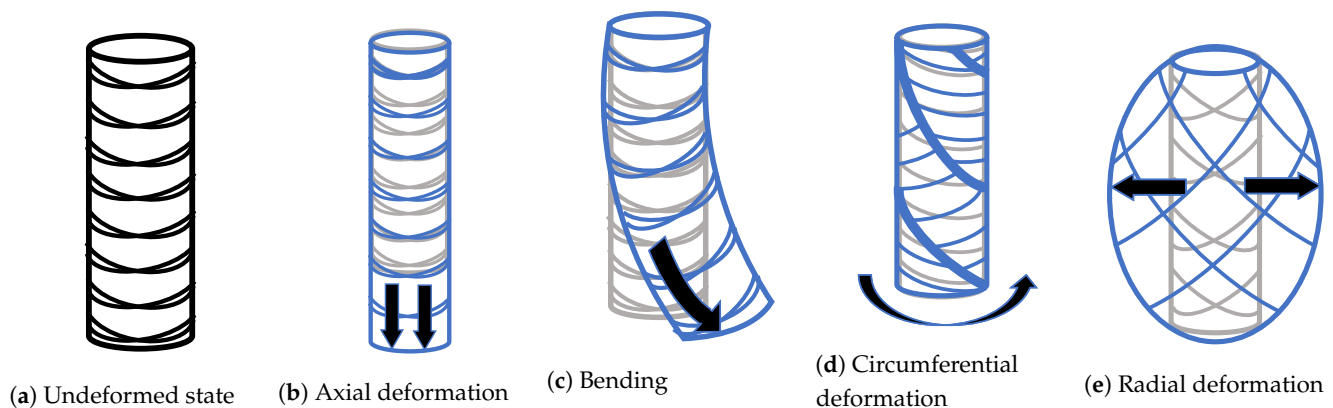 (a) Undeformed state
(b) Axial deformation
(c) Bending
(d) Circumferential
deformation
(e) Radial deformation